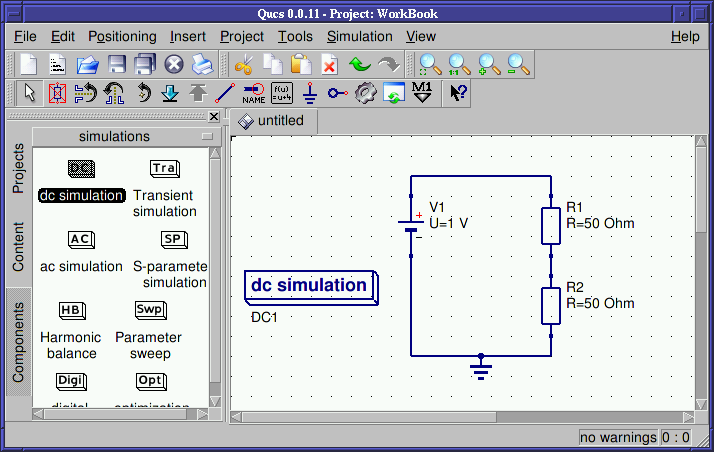 Qucs 0.0.11 - Project: WorkBook
File Edit Positioning Insert Project Tools Simulation View Help
1:1
NAME
f(u)
=u+4
M1
?
untitled
Projects
Content
Components
simulations
DC
dc simulation
Tra
Transient
simulation
AC
ac simulation
SP
S-paramete
simulation
HB
Harmonic
balance
Swp
Parameter
sweep
Digi
Opt
dc simulation
DC1
V1
U=1 V
+
−
R1
R=50 Ohm
R2
R=50 Ohm
no warnings 0 : 0